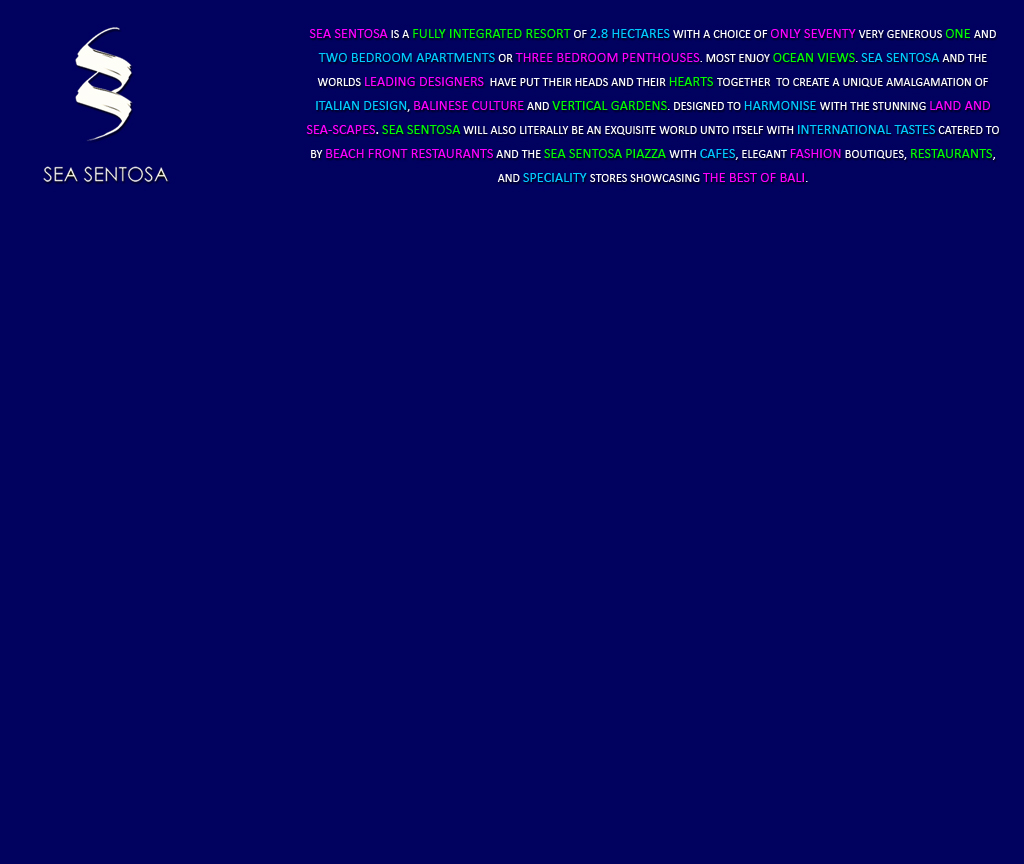 SEA SENTOSA
SEA SENTOSA IS A FULLY INTEGRATED RESORT OF 2.8 HECTARES WITH A CHOICE OF ONLY SEVENTY VERY GENEROUS ONE AND
TWO BEDROOM APARTMENTS OR THREE BEDROOM PENTHOUSES. MOST ENJOY OCEAN VIEWS. SEA SENTOSA AND THE
WORLDS LEADING DESIGNERS HAVE PUT THEIR HEADS AND THEIR HEARTS TOGETHER TO CREATE A UNIQUE AMALGAMATION OF
ITALIAN DESIGN, BALINESE CULTURE AND VERTICAL GARDENS. DESIGNED TO HARMONISE WITH THE STUNNING LAND AND
SEA-SCAPES. SEA SENTOSA WILL ALSO LITERALLY BE AN EXQUISITE WORLD UNTO ITSELF WITH INTERNATIONAL TASTES CATERED TO
BY BEACH FRONT RESTAURANTS AND THE SEA SENTOSA PIAZZA WITH CAFES, ELEGANT FASHION BOUTIQUES, RESTAURANTS,
AND SPECIALITY STORES SHOWCASING THE BEST OF BALI.